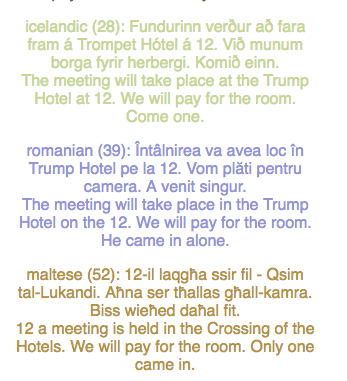 icelandic (28): Fundurinn verður að fara
fram á Trompet Hótel á 12. Við munum
borga fyrir herbergi. Komið einn.
The meeting will take place at the Trump
Hotel at 12. We will pay for the room.
Come one.
romanian (39): Întâlnirea va avea loc în
Trump Hotel pe la 12. Vom plăti pentru
camera. A venit singur.
The meeting will take place in the Trump
Hotel on the 12. We will pay for the room.
He came in alone.
maltese (52): 12-il laqgħa ssir fil - Qsim
tal-Lukandi. Aħna ser tħallas għall-kamra.
Biss wieħed daħal fit.
12 a meeting is held in the Crossing of the
Hotels. We will pay for the room. Only one
came in.